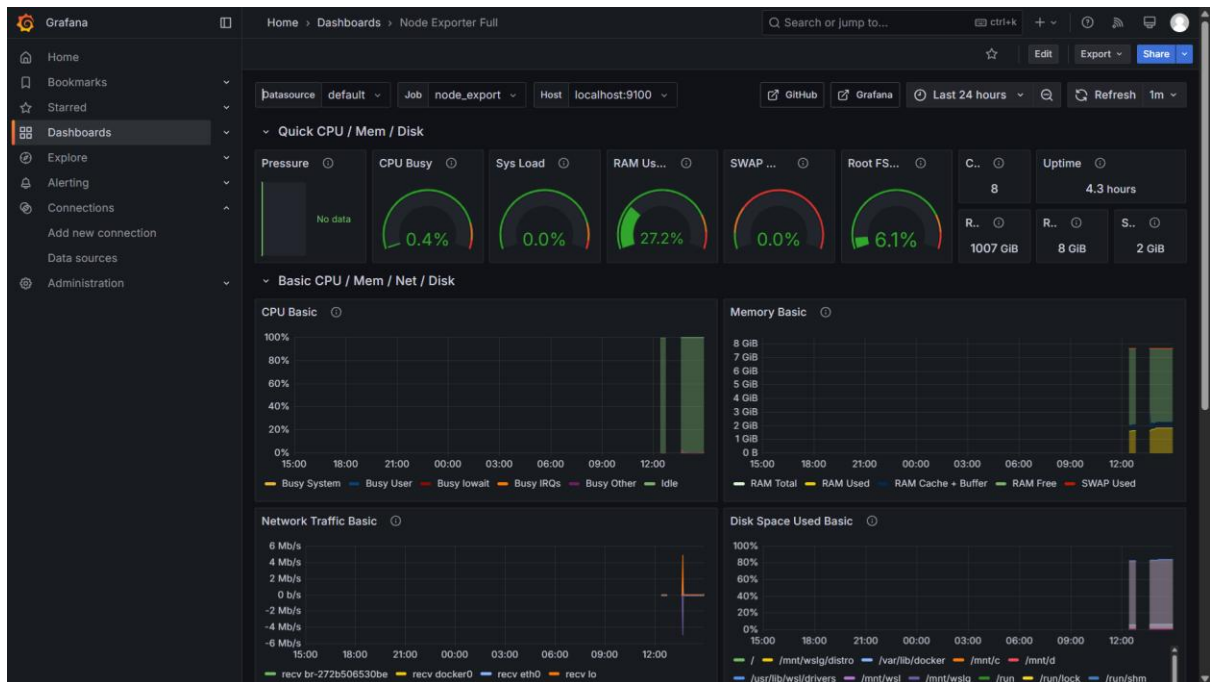 Grafana
Home › Dashboards › Node Exporter Full
Search or jump to...
ctrl+k
Home
Bookmarks
Starred
Dashboards
Explore
Alerting
Connections
Add new connection
Data sources
Administration
Edit
Export
Share
Datasource default
Job node_export
Host localhost:9100
GitHub
Grafana
Last 24 hours
Refresh 1m
Quick CPU / Mem / Disk
Pressure
No data
CPU Busy
0.4%
Sys Load
0.0%
RAM Us...
27.2%
SWAP ...
0.0%
Root FS...
6.1%
C..
8
Uptime
4.3 hours
R..
1007 GiB
R..
8 GiB
S..
2 GiB
Basic CPU / Mem / Net / Disk
CPU Basic
100%
80%
60%
40%
20%
0%
15:00 18:00 21:00 00:00 03:00 06:00 09:00 12:00
Busy System Busy User Busy Iowait Busy IRQs Busy Other Idle
Memory Basic
8 GiB
7 GiB
6 GiB
5 GiB
4 GiB
3 GiB
2 GiB
1 GiB
0 B
15:00 18:00 21:00 00:00 03:00 06:00 09:00 12:00
RAM Total RAM Used RAM Cache + Buffer RAM Free SWAP Used
Network Traffic Basic
6 Mb/s
4 Mb/s
2 Mb/s
0 b/s
-2 Mb/s
-4 Mb/s
-6 Mb/s
15:00 18:00 21:00 00:00 03:00 06:00 09:00 12:00
recv br-272b506530be recv docker0 recv eth0 recv lo
Disk Space Used Basic
100%
80%
60%
40%
20%
0%
15:00 18:00 21:00 00:00 03:00 06:00 09:00 12:00
/ /mnt/wslg/distro /var/lib/docker /mnt/c /mnt/d
/usr/lib/wsl/drivers /mnt/wsl /mnt/wslg /run /run/lock /run/shm